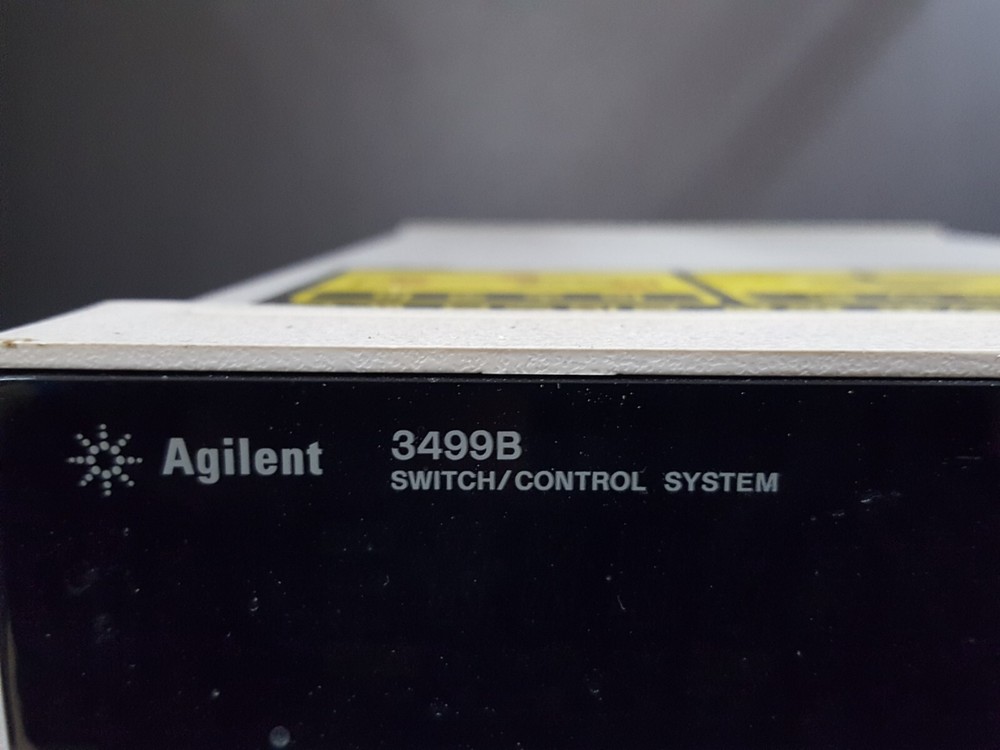 Agilent
3499B
SWITCH/CONTROL SYSTEM